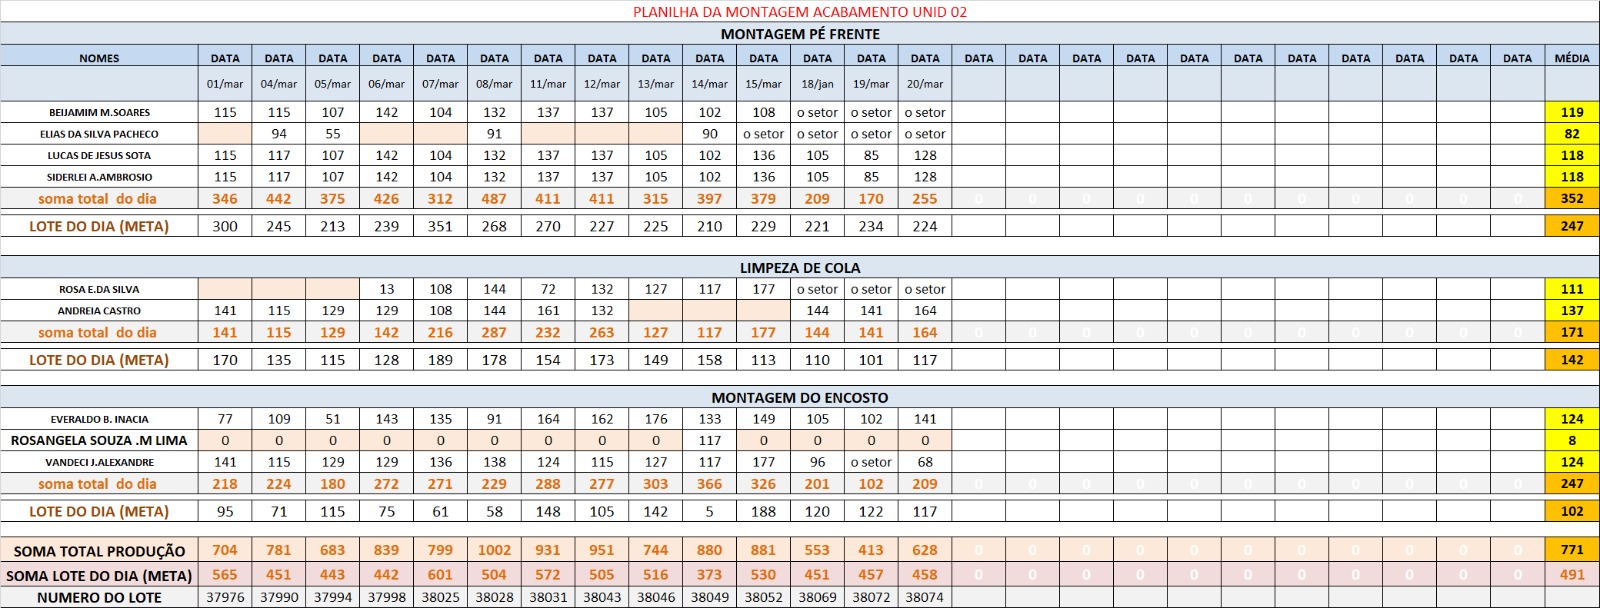 PLANILHA DA MONTAGEM ACABAMENTO UNID 02
MONTAGEM PÉ FRENTE
NOMES DATA DATA DATA DATA DATA DATA DATA DATA DATA DATA DATA DATA DATA DATA DATA DATA DATA DATA DATA DATA DATA DATA DATA DATA DATA MÉDIA
01/mar 04/mar 05/mar 06/mar 07/mar 08/mar 11/mar 12/mar 13/mar 14/mar 15/mar 18/jan 19/mar 20/mar
BEIJAMIM M.SOARES 115 115 107 142 104 132 137 137 105 102 108 o setor o setor o setor 119
ELIAS DA SILVA PACHECO 94 55 91 90 o setor o setor o setor o setor 82
LUCAS DE JESUS SOTA 115 117 107 142 104 132 137 137 105 102 136 105 85 128 118
SIDERLEI A.AMBROSIO 115 117 107 142 104 132 137 137 105 102 136 105 85 128 118
soma total do dia 346 442 375 426 312 487 411 411 315 397 379 209 170 255 0 0 0 0 0 0 0 0 0 0 0 352
LOTE DO DIA (META) 300 245 213 239 351 268 270 227 225 210 229 221 234 224 247
LIMPEZA DE COLA
ROSA E.DA SILVA 13 108 144 72 132 127 117 177 o setor o setor o setor 111
ANDREIA CASTRO 141 115 129 129 108 144 161 132 144 141 164 137
soma total do dia 141 115 129 142 216 287 232 263 127 117 177 144 141 164 0 0 0 0 0 0 0 0 0 0 0 171
LOTE DO DIA (META) 170 135 115 128 189 178 154 173 149 158 113 110 101 117 142
MONTAGEM DO ENCOSTO
EVERALDO B. INACIA 77 109 51 143 135 91 164 162 176 133 149 105 102 141 124
ROSANGELA SOUZA .M LIMA 0 0 0 0 0 0 0 0 0 117 0 0 0 0 8
VANDECI J.ALEXANDRE 141 115 129 129 136 138 124 115 127 117 177 96 o setor 68 124
soma total do dia 218 224 180 272 271 229 288 277 303 366 326 201 102 209 0 0 0 0 0 0 0 0 0 0 0 247
LOTE DO DIA (META) 95 71 115 75 61 58 148 105 142 5 188 120 122 117 102
SOMA TOTAL PRODUÇÃO 704 781 683 839 799 1002 931 951 744 880 881 553 413 628 0 0 0 0 0 0 0 0 0 0 0 771
SOMA LOTE DO DIA (META) 565 451 443 442 601 504 572 505 516 373 530 451 457 458 0 0 0 0 0 0 0 0 0 0 0 491
NUMERO DO LOTE 37976 37990 37994 37998 38025 38028 38031 38043 38046 38049 38052 38069 38072 38074